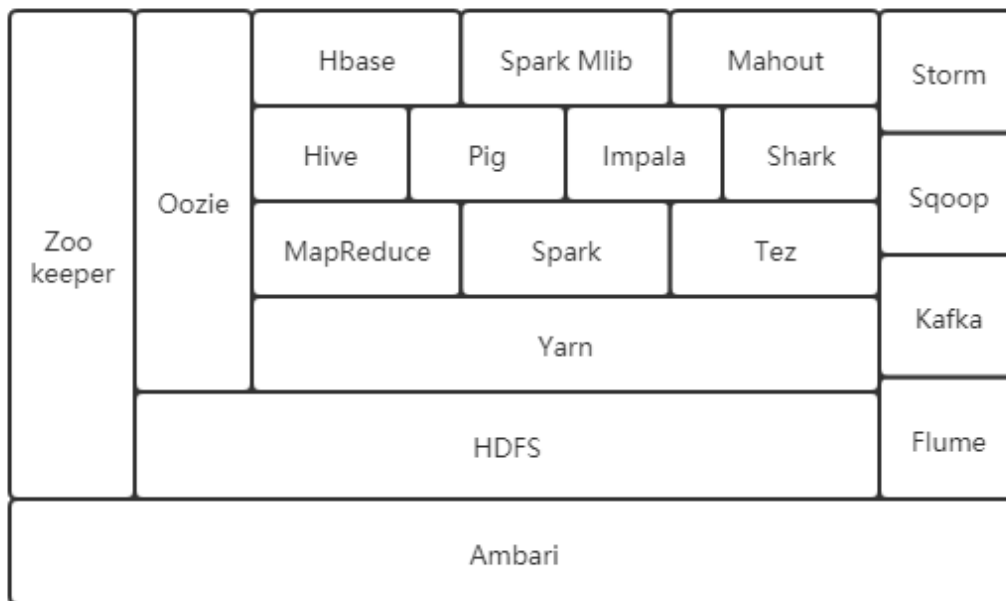 Hbase
Spark Mlib
Mahout
Storm
Hive
Pig
Impala
Shark
Sqoop
Oozie
Zoo
keeper
MapReduce
Spark
Tez
Kafka
Yarn
HDFS
Flume
Ambari